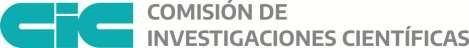 CIC COMISIÓN DE
INVESTIGACIONES CIENTÍFICAS